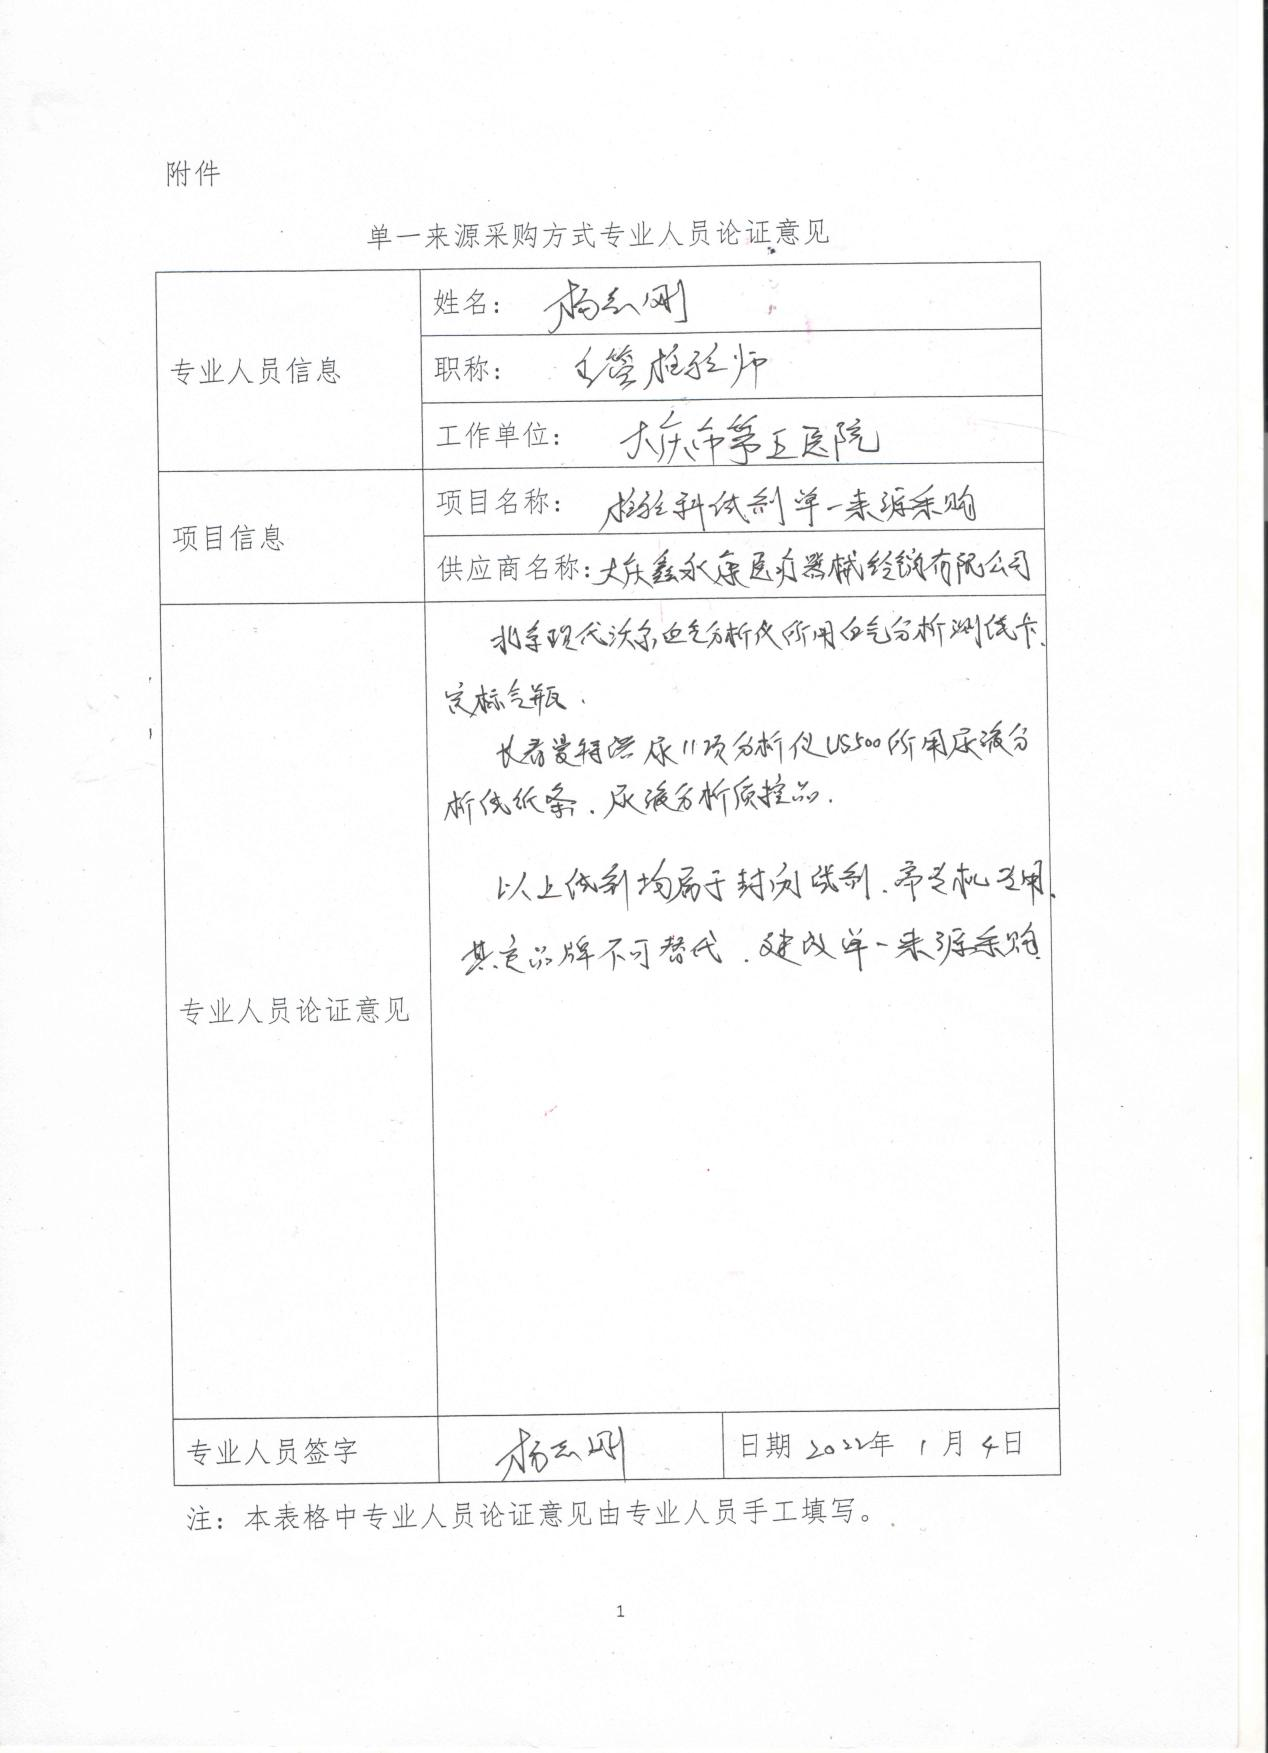 附件
单一来源采购方式专业人员论证意见
专业人员信息
姓名： 杨志刚
职称： 主管检验师
工作单位： 大庆市第五医院
项目信息
项目名称： 检验科试剂单一来源采购
供应商名称：大庆鑫永康医疗器械经销有限公司
专业人员论证意见
北京现代沃尔血气分析仪所用血气分析测试卡、
定标气瓶．
长春曼特诺 尿11项分析仪US500所用尿液分
析试纸条．尿液分析质控品．
以上试剂均属于封闭试剂．需专机专用．
其它品牌不可替代．建议单一来源采购
专业人员签字
杨志刚
日期 2022年 1月 4日
注：本表格中专业人员论证意见由专业人员手工填写。
1